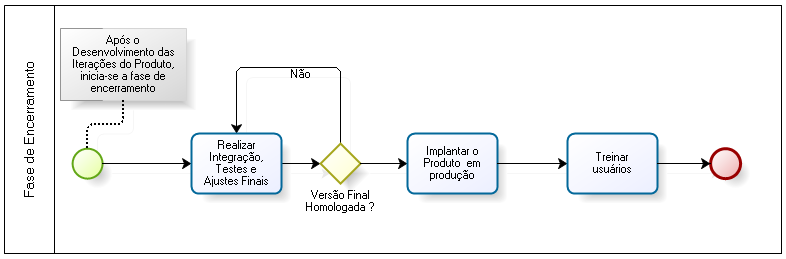 Fase de Encerramento
Após o
Desenvolvimento das
Iterações do Produto,
inicia-se a fase de
encerramento
Não
Realizar
Integração,
Testes e
Ajustes Finais
Versão Final
Homologada ?
Implantar o
Produto em
produção
Treinar
usuários